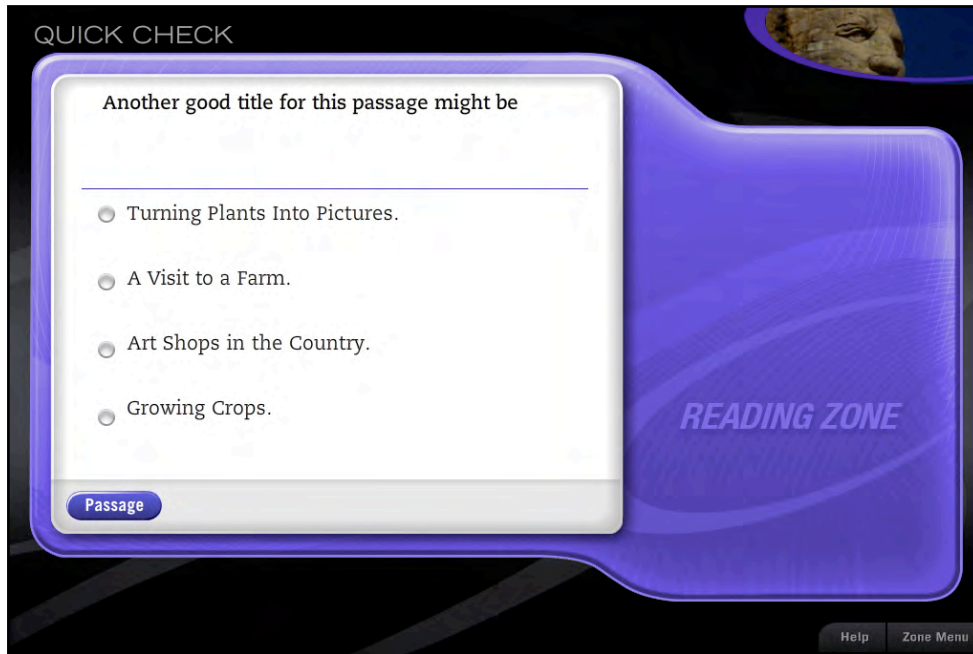 QUICK CHECK
Another good title for this passage might be
Turning Plants Into Pictures.
A Visit to a Farm.
Art Shops in the Country.
Growing Crops.
READING ZONE
Passage
Help
Zone Menu